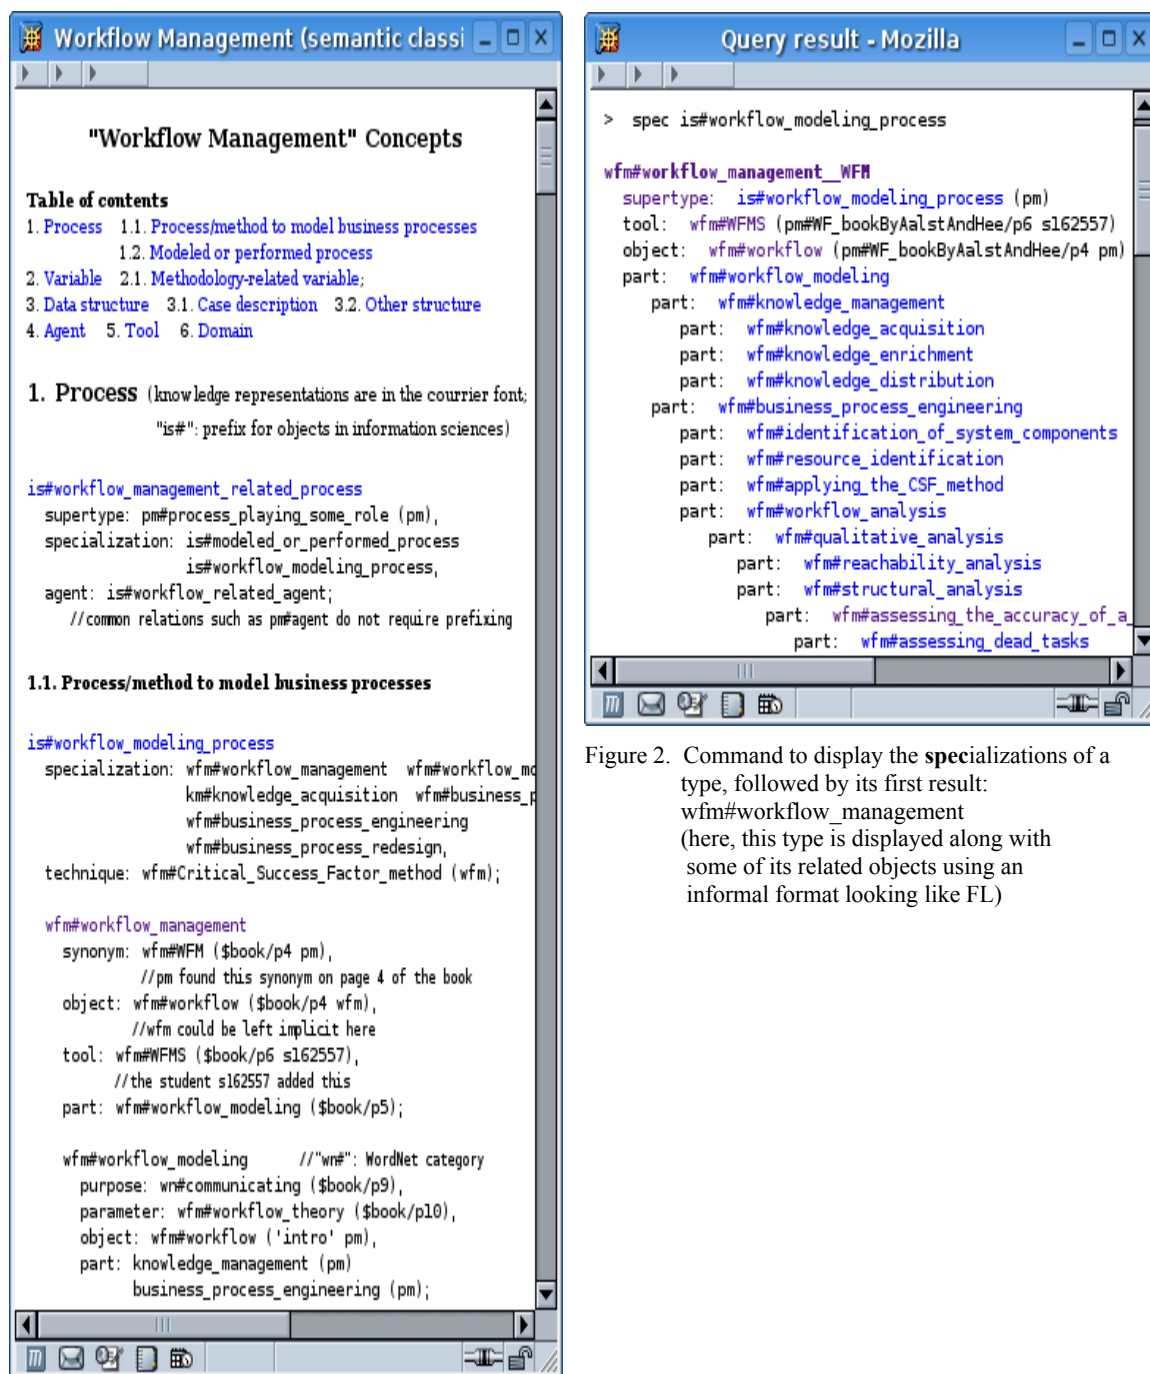 Workflow Management (semantic classi
"Workflow Management" Concepts
Table of contents
1. Process 1.1. Process/method to model business processes
1.2. Modeled or performed process
2. Variable 2.1. Methodology-related variable;
3. Data structure 3.1. Case description 3.2. Other structure
4. Agent 5. Tool 6. Domain
1. Process (knowledge representations are in the courrier font;
"is#": prefix for objects in information sciences)
is#workflow_management_related_process
supertype: pm#process_playing_some_role (pm),
specialization: is#modeled_or_performed_process
is#workflow_modeling_process,
agent: is#workflow_related_agent;
//common relations such as pm#agent do not require prefixing
1.1. Process/method to model business processes
is#workflow_modeling_process
specialization: wfm#workflow_management wfm#workflow_mo
km#knowledge_acquisition wfm#business_p
wfm#business_process_engineering
wfm#business_process_redesign,
technique: wfm#Critical_Success_Factor_method (wfm);
wfm#workflow_management
synonym: wfm#WFM ($book/p4 pm),
//pm found this synonym on page 4 of the book
object: wfm#workflow ($book/p4 wfm),
//wfm could be left implicit here
tool: wfm#WFMS ($book/p6 s162557),
//the student s162557 added this
part: wfm#workflow_modeling ($book/p5);
wfm#workflow_modeling //"wn#": WordNet category
purpose: wn#communicating ($book/p9),
parameter: wfm#workflow_theory ($book/p10),
object: wfm#workflow ('intro' pm),
part: knowledge_management (pm)
business_process_engineering (pm);
Query result - Mozilla
> spec is#workflow_modeling_process
wfm#workflow_management__WFM
supertype: is#workflow_modeling_process (pm)
tool: wfm#WFMS (pm#WF_bookByAalstAndHee/p6 s162557)
object: wfm#workflow (pm#WF_bookByAalstAndHee/p4 pm)
part: wfm#workflow_modeling
part: wfm#knowledge_management
part: wfm#knowledge_acquisition
part: wfm#knowledge_enrichment
part: wfm#knowledge_distribution
part: wfm#business_process_engineering
part: wfm#identification_of_system_components
part: wfm#resource_identification
part: wfm#applying_the_CSF_method
part: wfm#workflow_analysis
part: wfm#qualitative_analysis
part: wfm#reachability_analysis
part: wfm#structural_analysis
part: wfm#assessing_the_accuracy_of_a_
part: wfm#assessing_dead_tasks
Figure 2. Command to display the specializations of a
type, followed by its first result:
wfm#workflow_management
(here, this type is displayed along with
some of its related objects using an
informal format looking like FL)